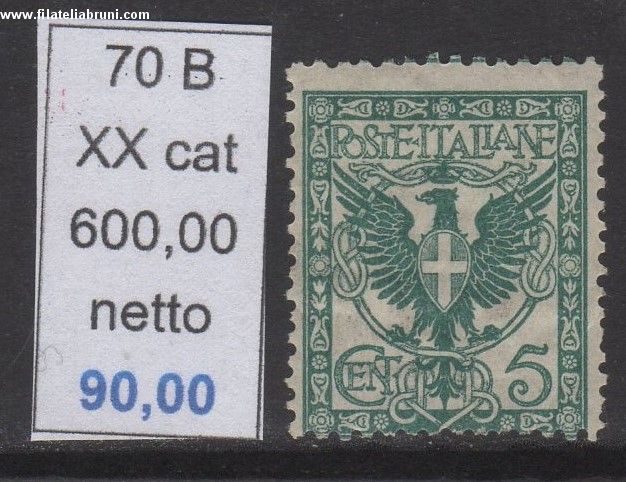 www.filateliabruni.com
70 B
XX cat
600,00
netto
90,00
POSTE·ITALIANE
CENT 5